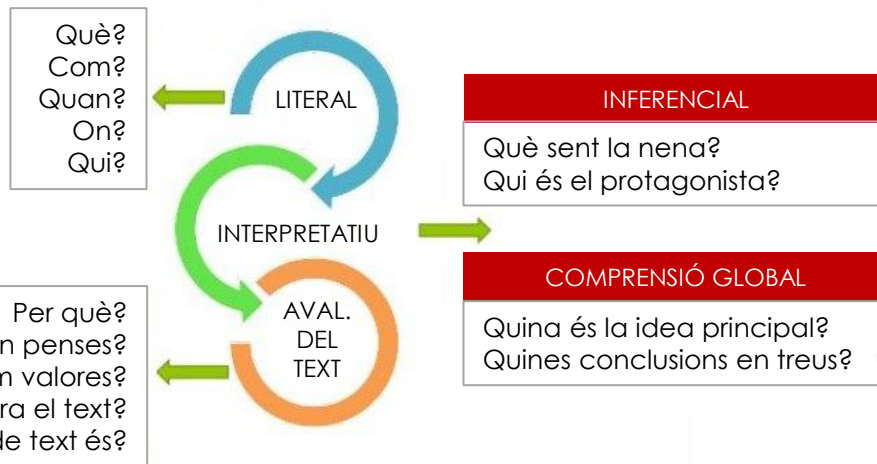 Què?
Com?
Quan?
On?
Qui?
LITERAL
INTERPRETATIU
INFERENCIAL
Què sent la nena?
Qui és el protagonista?
COMPRENSIÓ GLOBAL
Quina és la idea principal?
Quines conclusions en treus?
AVAL.
DEL
TEXT
Per què?
penses?
valores?
el text?
text és?